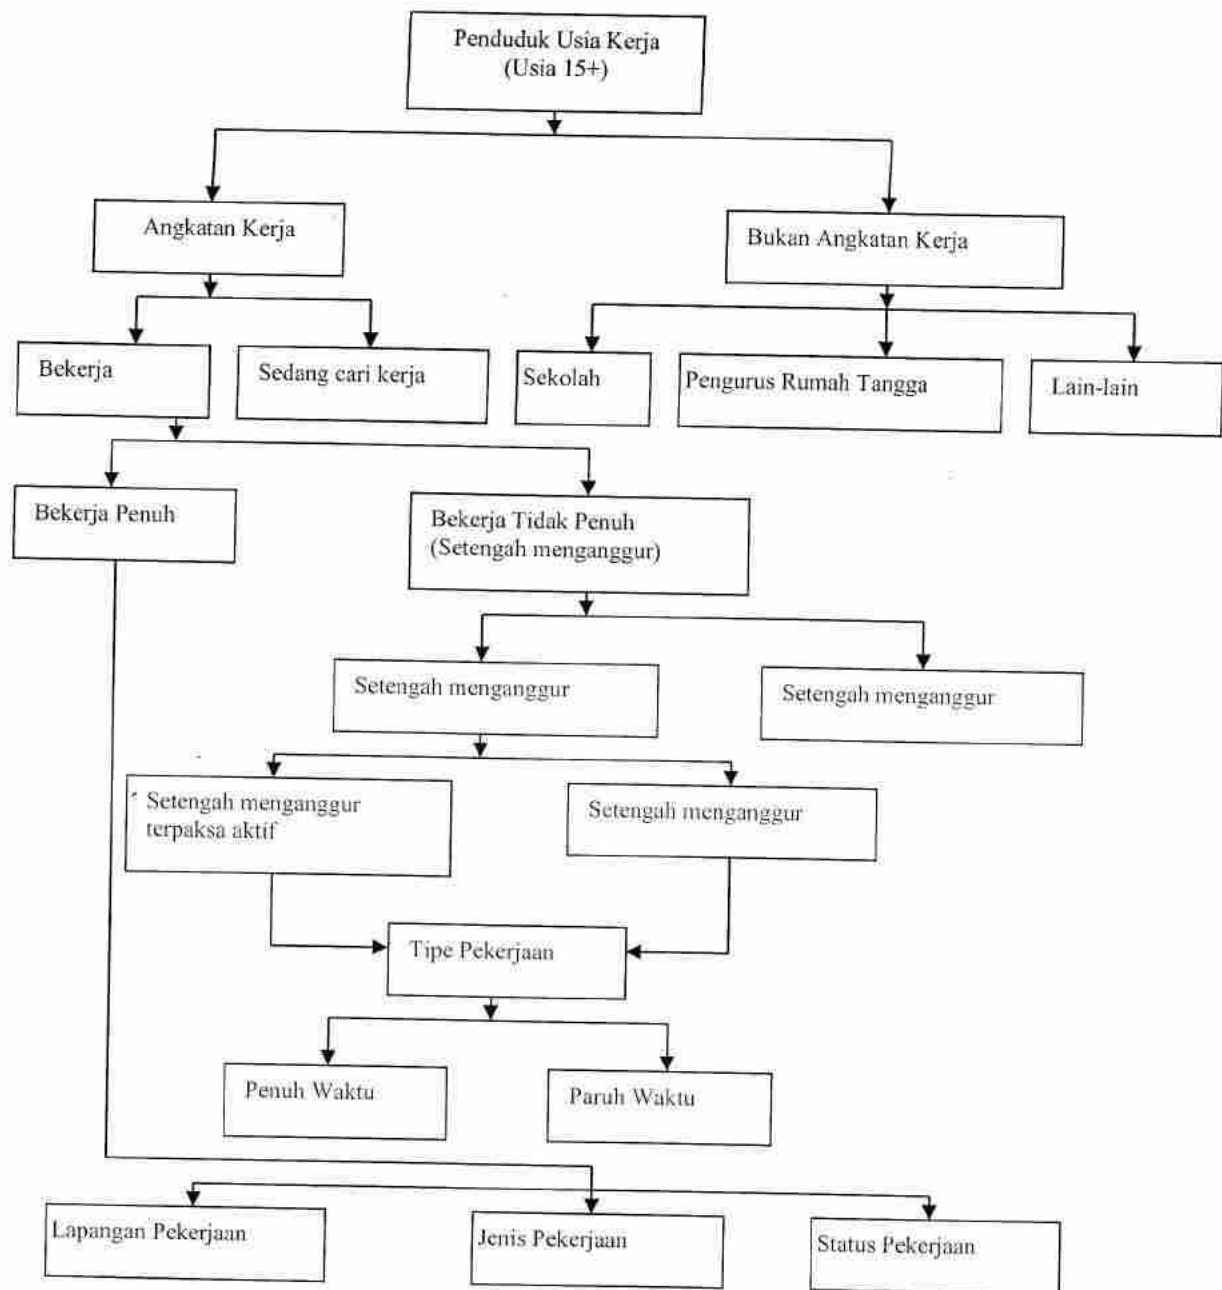 Penduduk Usia Kerja
(Usia 15+)
Angkatan Kerja
Bukan Angkatan Kerja
Bekerja
Sedang cari kerja
Sekolah
Pengurus Rumah Tangga
Lain-lain
Bekerja Penuh
Bekerja Tidak Penuh
(Setengah menganggur)
Setengah menganggur
Setengah menganggur
Setengah menganggur
terpaksa aktif
Setengah menganggur
Tipe Pekerjaan
Penuh Waktu
Paruh Waktu
Lapangan Pekerjaan
Jenis Pekerjaan
Status Pekerjaan